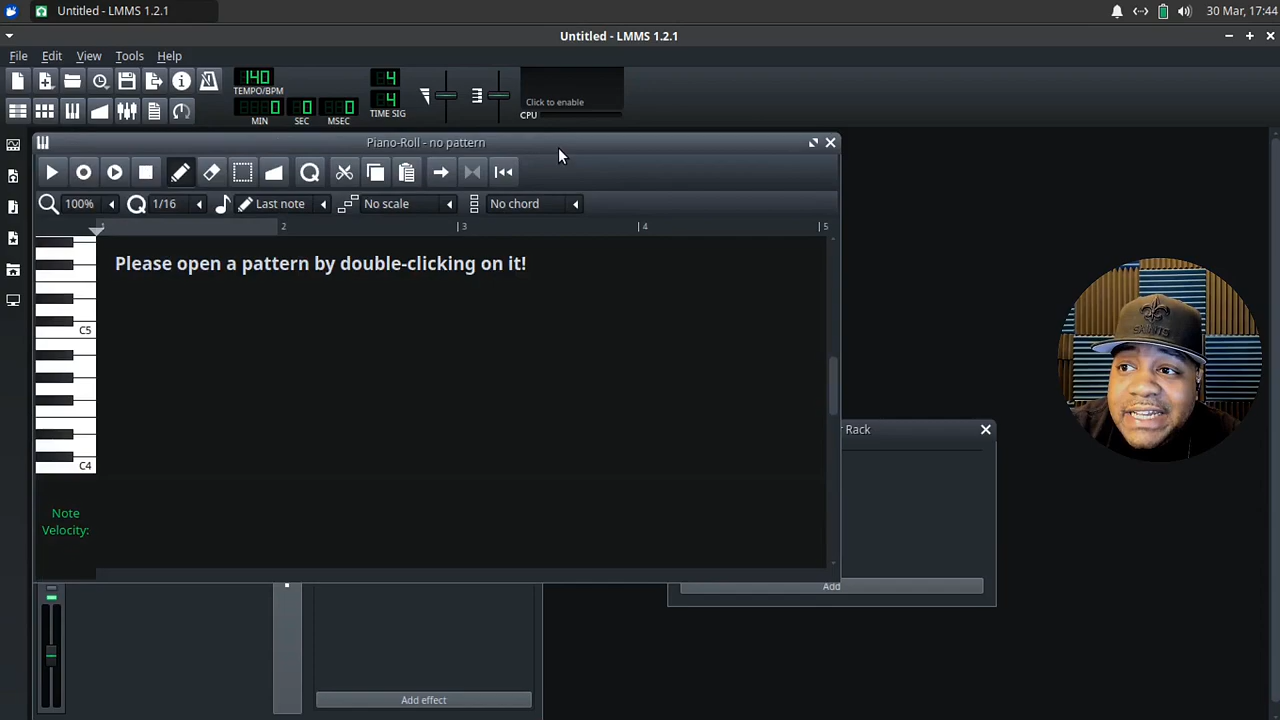 Untitled - LMMS 1.2.1
30 Mar, 17:44
Untitled - LMMS 1.2.1
File Edit View Tools Help
140
TEMPO/BPM
4
4
TIME SIG
0 0 0
MIN SEC MSEC
Click to enable
CPU
Piano-Roll - no pattern
100% 1/16 Last note No scale No chord
1 2 3 4 5
Please open a pattern by double-clicking on it!
C5
C4
Note
Velocity:
Rack
Add
Add effect
SAINTS